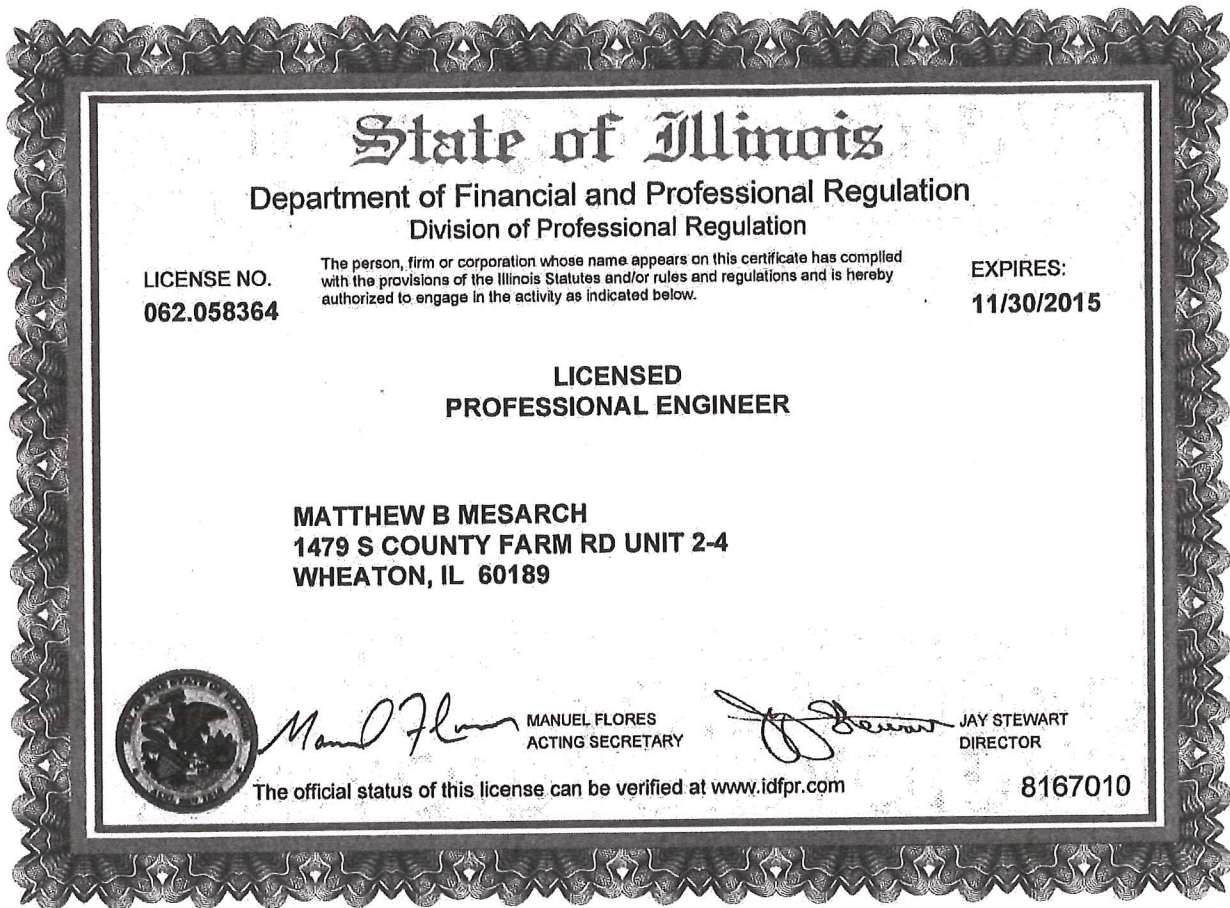 State of Illinois
Department of Financial and Professional Regulation
Division of Professional Regulation
LICENSE NO.
062.058364
The person, firm or corporation whose name appears on this certificate has complied
with the provisions of the Illinois Statutes and/or rules and regulations and is hereby
authorized to engage in the activity as indicated below.
EXPIRES:
11/30/2015
LICENSED
PROFESSIONAL ENGINEER
MATTHEW B MESARCH
1479 S COUNTY FARM RD UNIT 2-4
WHEATON, IL 60189
MANUEL FLORES
ACTING SECRETARY
JAY STEWART
DIRECTOR
The official status of this license can be verified at www.idfpr.com
8167010